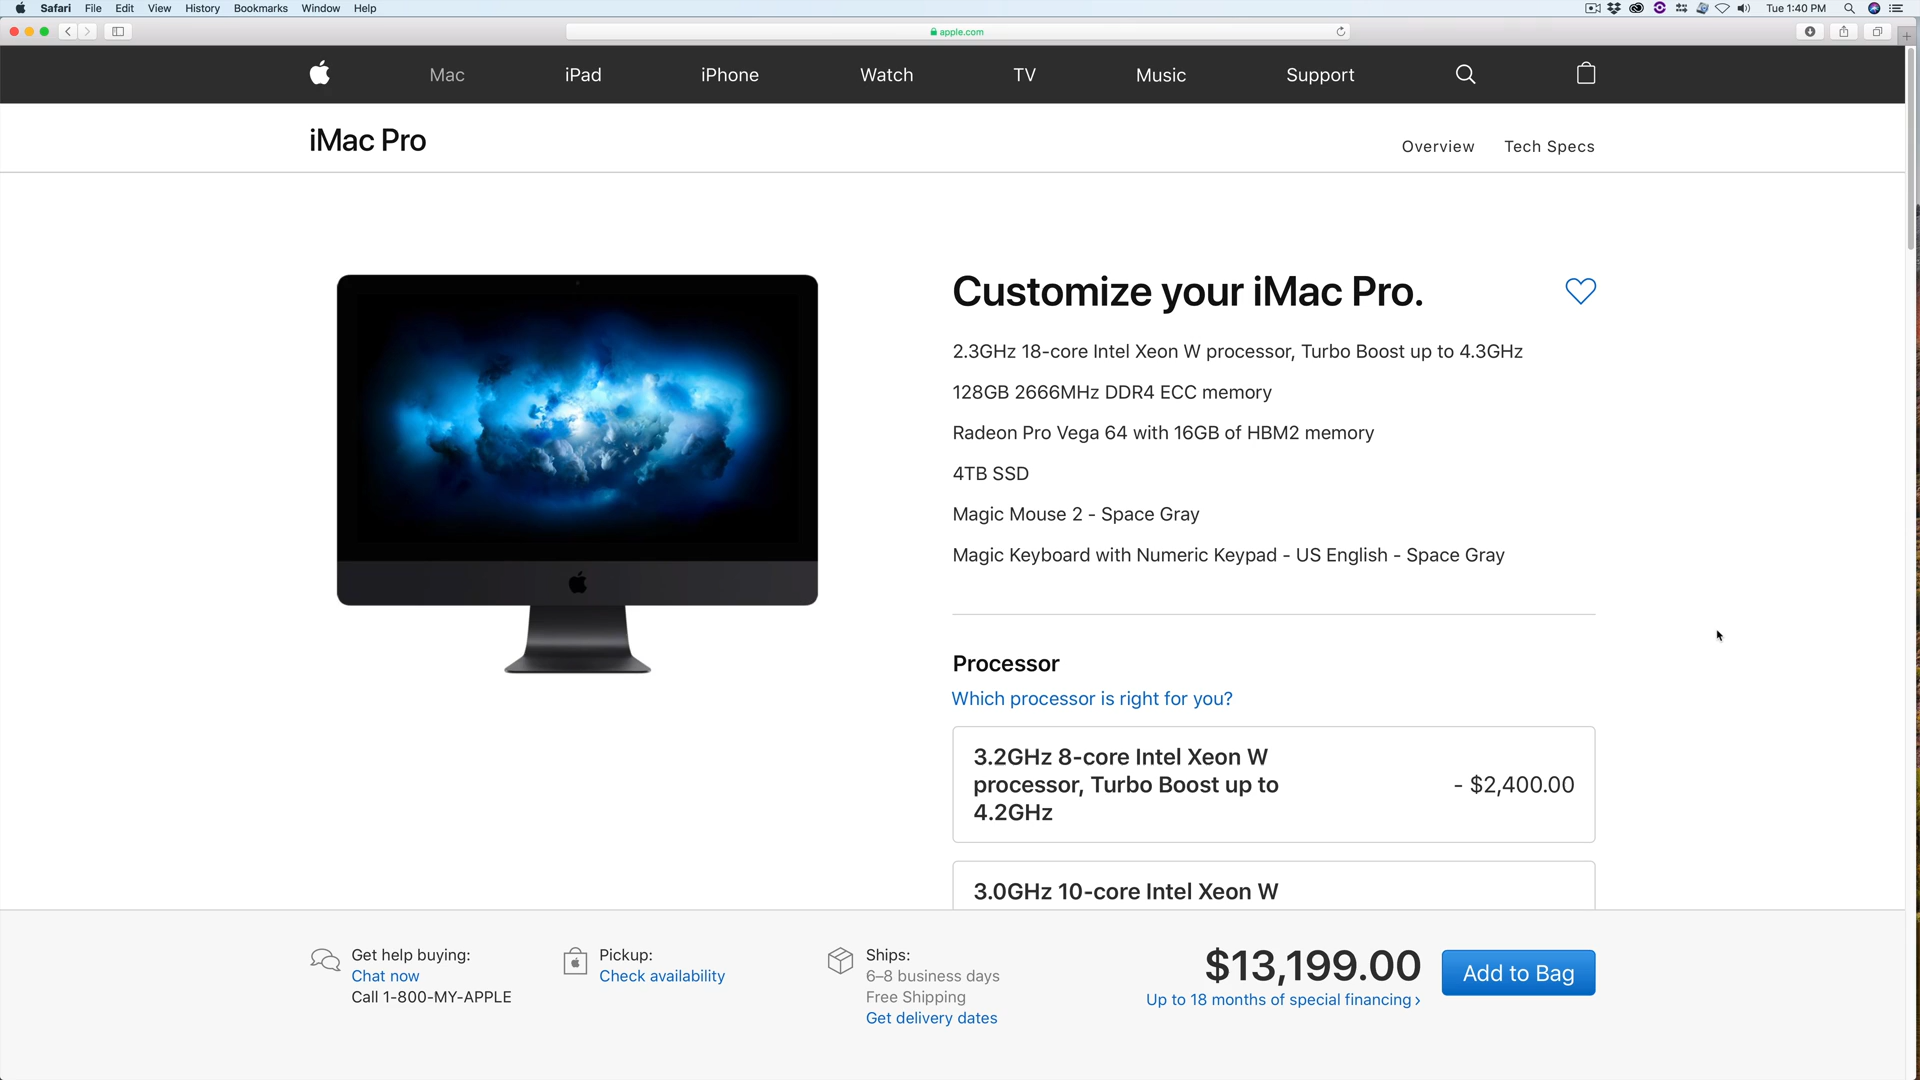 Safari File Edit View History Bookmarks Window Help Tue 1:40 PM
apple.com
Mac iPad iPhone Watch TV Music Support
iMac Pro
Overview Tech Specs
Customize your iMac Pro.
2.3GHz 18-core Intel Xeon W processor, Turbo Boost up to 4.3GHz
128GB 2666MHz DDR4 ECC memory
Radeon Pro Vega 64 with 16GB of HBM2 memory
4TB SSD
Magic Mouse 2 - Space Gray
Magic Keyboard with Numeric Keypad - US English - Space Gray
Processor
Which processor is right for you?
3.2GHz 8-core Intel Xeon W
processor, Turbo Boost up to
4.2GHz
- $2,400.00
3.0GHz 10-core Intel Xeon W
Get help buying:
Chat now
Call 1-800-MY-APPLE
Pickup:
Check availability
Ships:
6–8 business days
Free Shipping
Get delivery dates
$13,199.00
Up to 18 months of special financing ›
Add to Bag